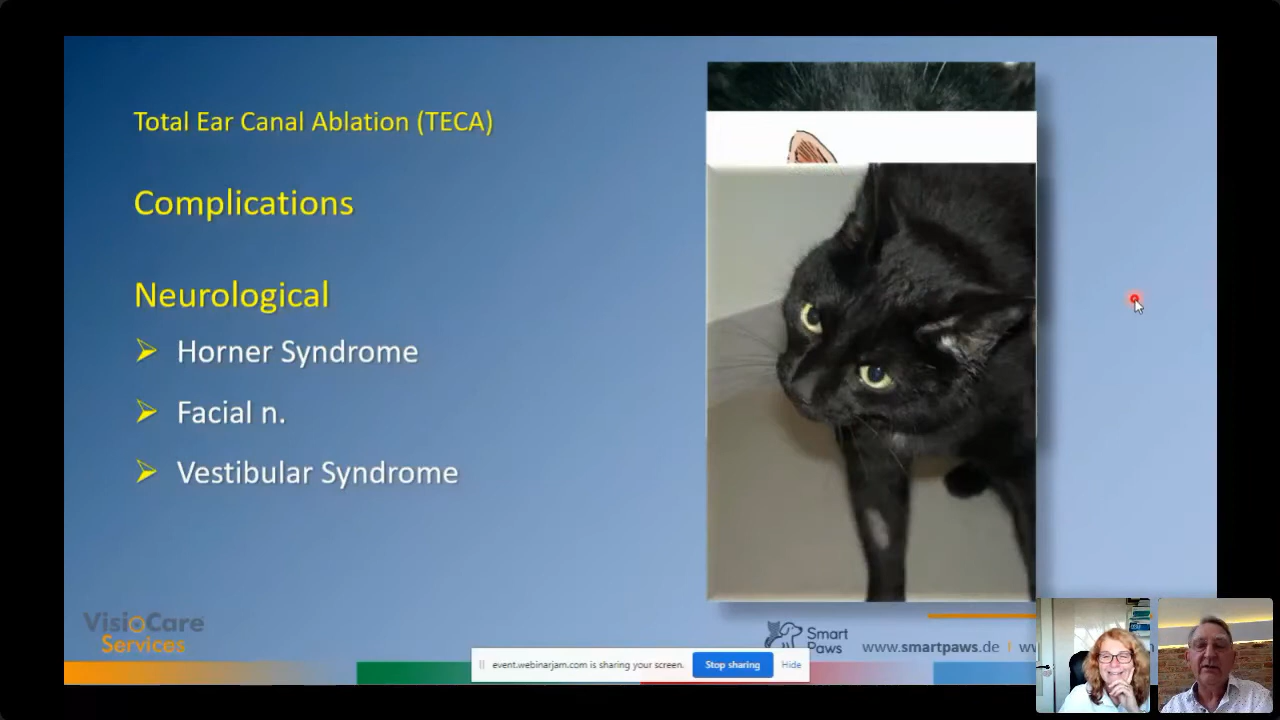 Total Ear Canal Ablation (TECA)
Complications
Neurological
Horner Syndrome
Facial n.
Vestibular Syndrome
VisioCare
Services
Smart
Paws
www.smartpaws.de
event.webinarjam.com is sharing your screen.
Stop sharing
Hide